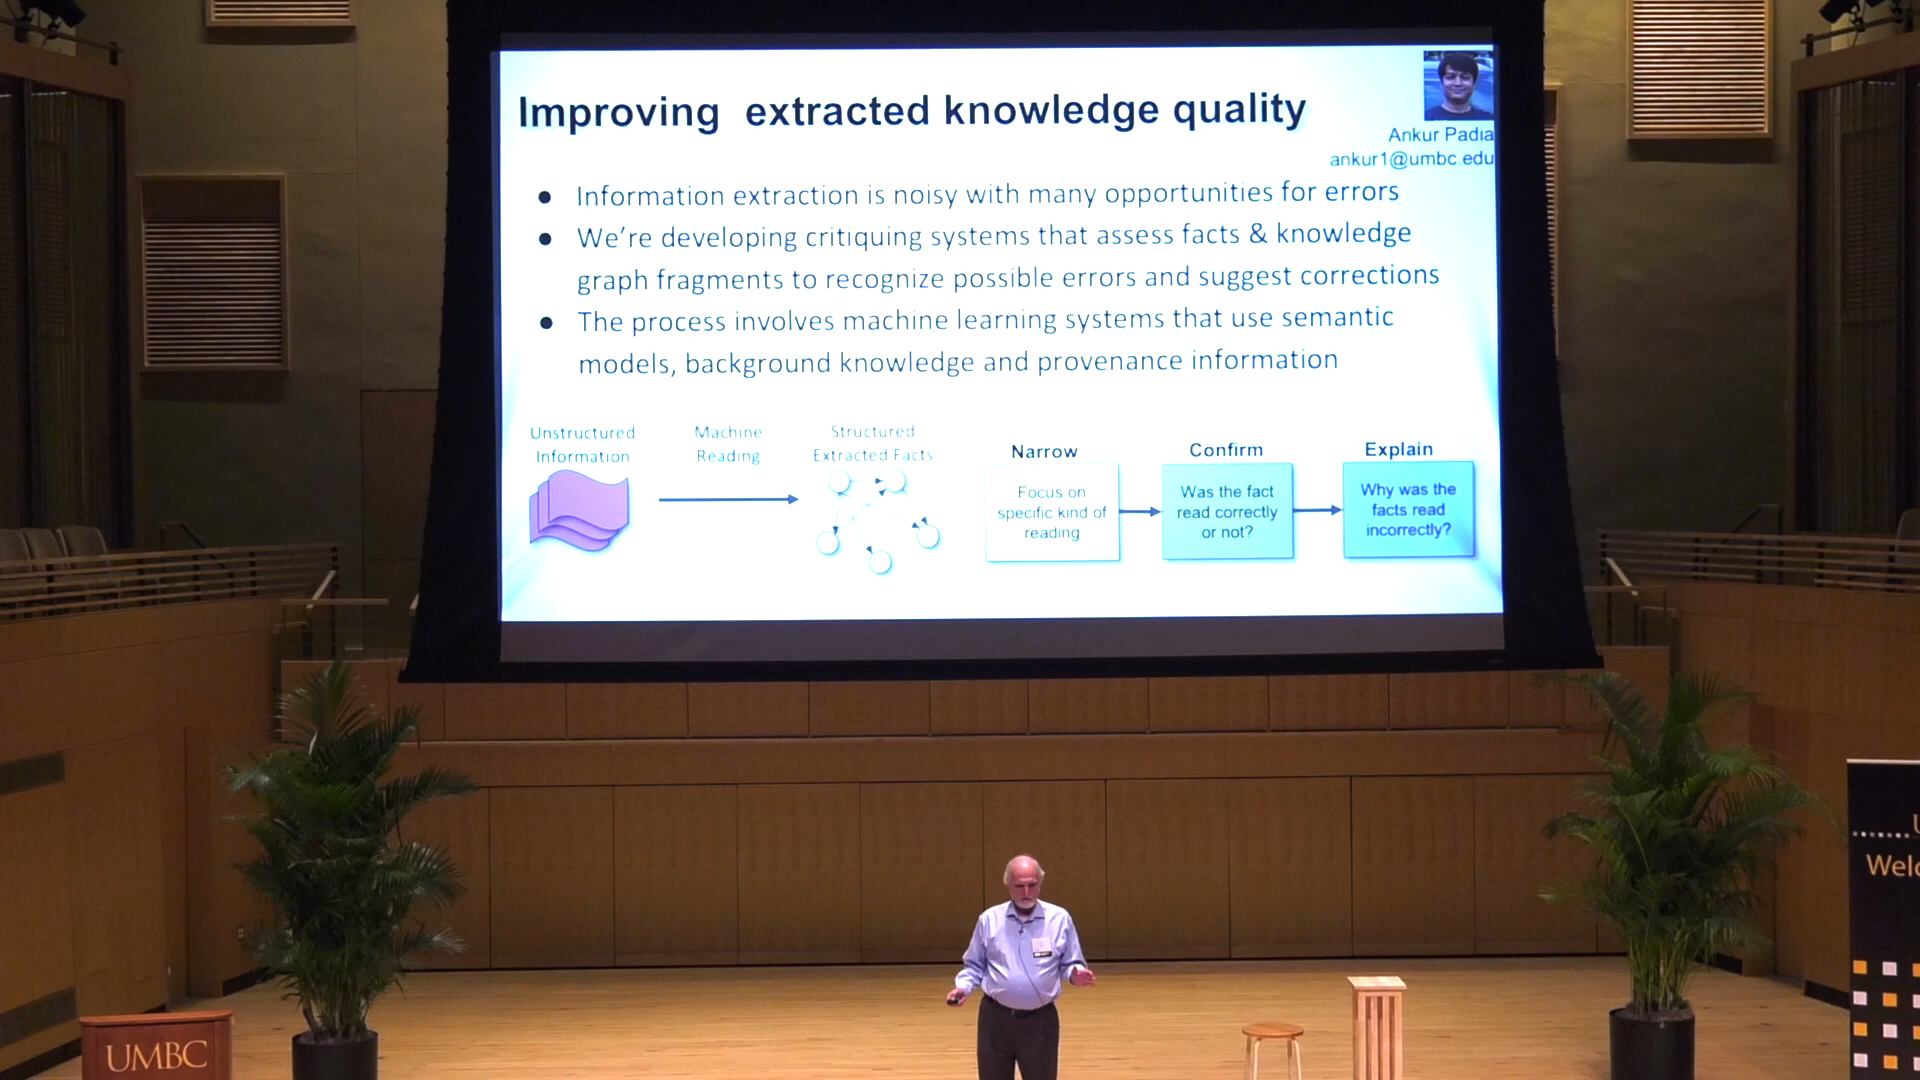 Improving extracted knowledge quality
Ankur Padia
ankur1@umbc.edu
● Information extraction is noisy with many opportunities for errors
● We're developing critiquing systems that assess facts & knowledge
graph fragments to recognize possible errors and suggest corrections
● The process involves machine learning systems that use semantic
models, background knowledge and provenance information
Unstructured
Information
Machine
Reading
Structured
Extracted Facts
Narrow
Focus on
specific kind of
reading
Confirm
Was the fact
read correctly
or not?
Explain
Why was the
facts read
incorrectly?
UMBC
U
Welc